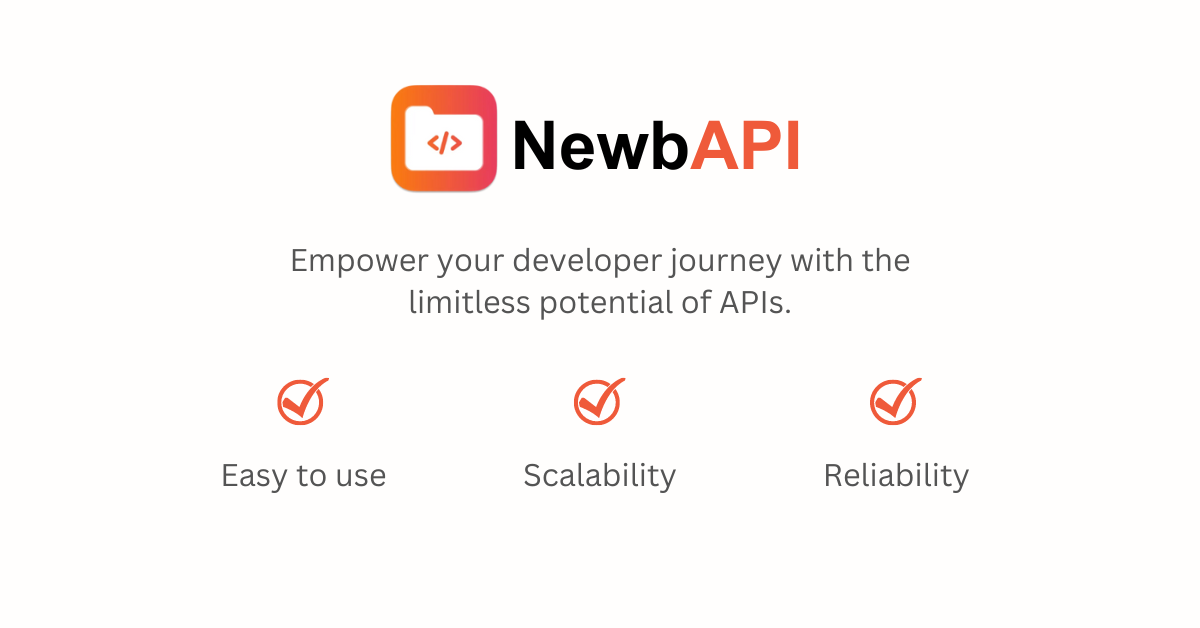 </>
NewbAPI
Empower your developer journey with the
limitless potential of APIs.
Easy to use
Scalability
Reliability